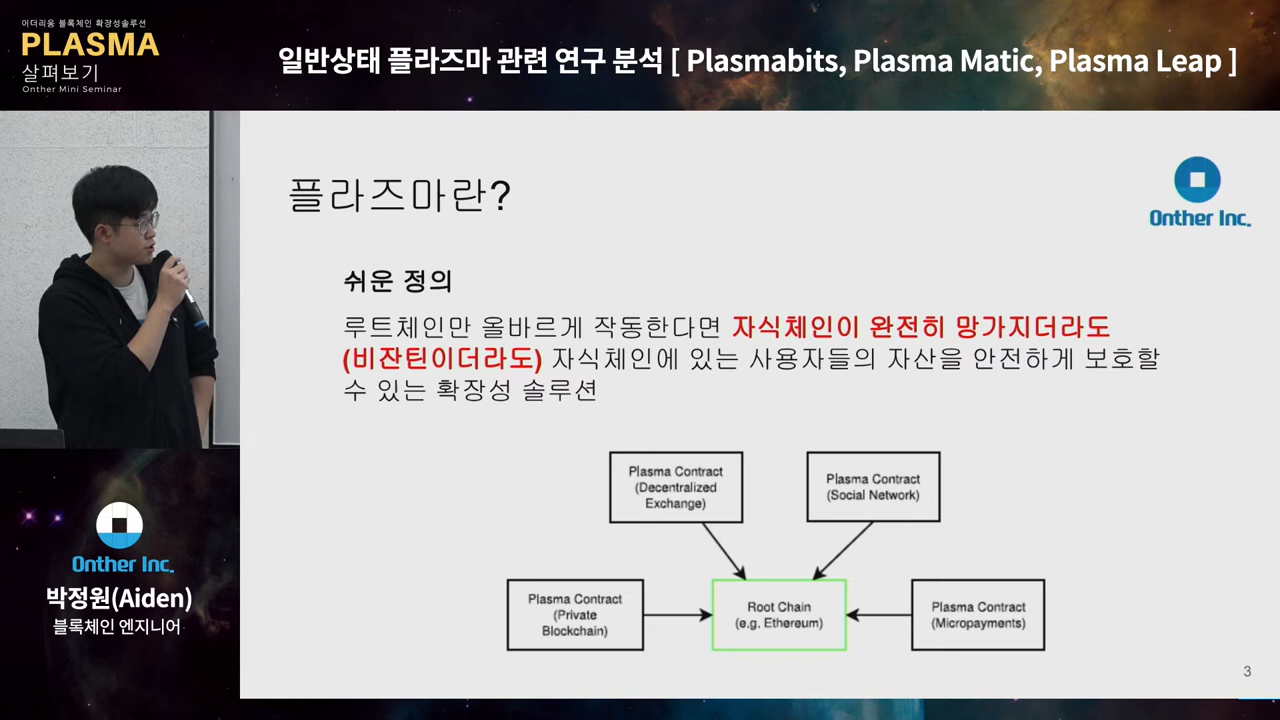 이더리움 블록체인 확장성솔루션
PLASMA
살펴보기
Onther Mini Seminar
일반상태 플라즈마 관련 연구 분석 [ Plasmabits, Plasma Matic, Plasma Leap ]
플라즈마란?
Onther Inc.
쉬운 정의
루트체인만 올바르게 작동한다면 자식체인이 완전히 망가지더라도
(비잔틴이더라도) 자식체인에 있는 사용자들의 자산을 안전하게 보호할
수 있는 확장성 솔루션
Plasma Contract
(Decentralized
Exchange)
Plasma Contract
(Social Network)
Plasma Contract
(Private
Blockchain)
Root Chain
(e.g. Ethereum)
Plasma Contract
(Micropayments)
3
Onther Inc.
박정원(Aiden)
블록체인 엔지니어